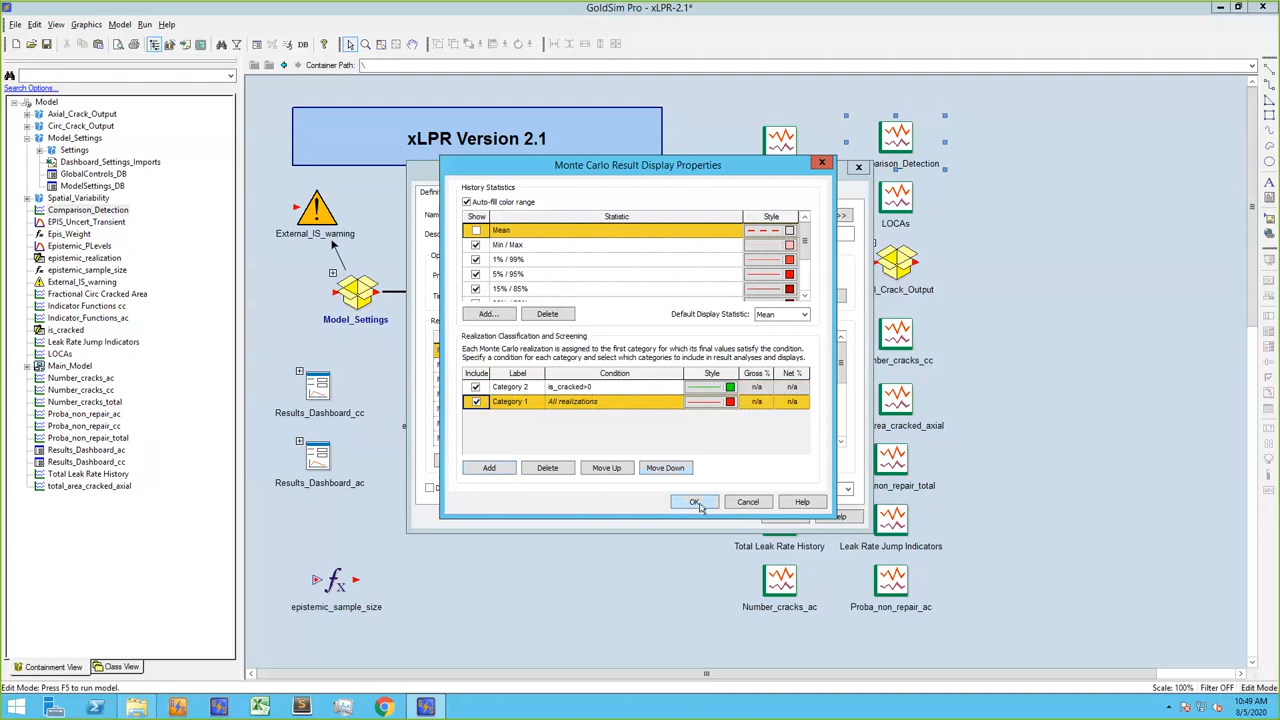 GoldSim Pro - xLPR-2.1*
File Edit View Graphics Model Run Help
DB
Container Path: \
Search Options...
Model
Axial_Crack_Output
Circ_Crack_Output
Model_Settings
Settings
Dashboard_Settings_Imports
GlobalControls_DB
ModelSettings_DB
Spatial_Variability
Comparison_Detection
EPIS_Uncert_Transient
Epis_Weight
Epistemic_PLevels
epistemic_realization
epistemic_sample_size
External_IS_warning
Fractional Circ Cracked Area
Indicator Functions cc
Indicator_Functions_ac
is_cracked
Leak Rate Jump Indicators
LOCAs
Main_Model
Number_cracks_ac
Number_cracks_cc
Number_cracks_total
Proba_non_repair_ac
Proba_non_repair_cc
Proba_non_repair_total
Results_Dashboard_ac
Results_Dashboard_cc
Total Leak Rate History
total_area_cracked_axial
Containment View Class View
xLPR Version 2.1
External_IS_warning
Model_Settings
Results_Dashboard_cc
Results_Dashboard_ac
epistemic_sample_size
Monte Carlo Result Display Properties
History Statistics
Auto-fill color range
Show Statistic Style
Mean
Min / Max
1% / 99%
5% / 95%
15% / 85%
Add... Delete Default Display Statistic: Mean
Realization Classification and Screening
Each Monte Carlo realization is assigned to the first category for which its final values satisfy the condition.
Specify a condition for each category and select which categories to include in result analyses and displays.
Include Label Condition Style Gross % Net %
Category 2 is_cracked>0 n/a n/a
Category 1 All realizations n/a n/a
Add Delete Move Up Move Down
OK Cancel Help
Defin
Nam
Des
>>
elp
arison_Detection
LOCAs
_Crack_Output
mber_cracks_cc
area_cracked_axial
non_repair_total
Total Leak Rate History Leak Rate Jump Indicators
Number_cracks_ac Proba_non_repair_ac
Edit Mode: Press F5 to run model.
Scale: 100% Filter OFF Edit Mode
10:49 AM
8/5/2020